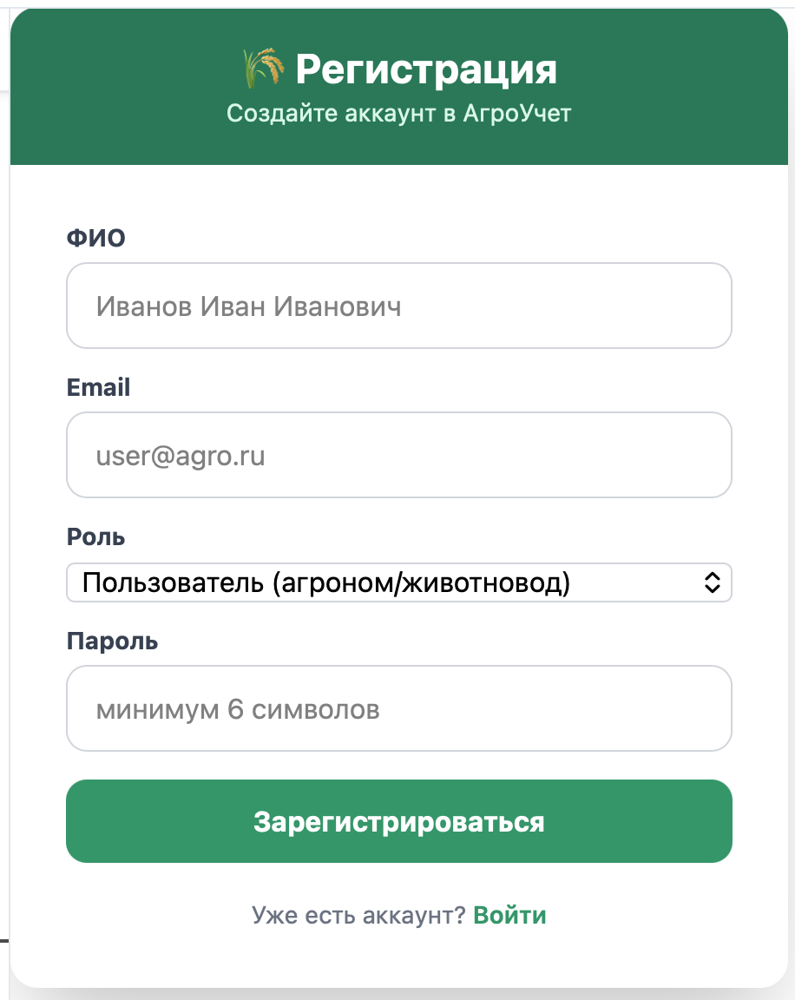 Регистрация
Создайте аккаунт в АгроУчет
ФИО
Иванов Иван Иванович
Email
user@agro.ru
Роль
Пользователь (агроном/животновод)
Пароль
минимум 6 символов
Зарегистрироваться
Уже есть аккаунт? Войти